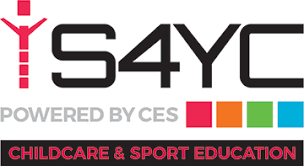 S4YC
POWERED BY CES
CHILDCARE & SPORT EDUCATION